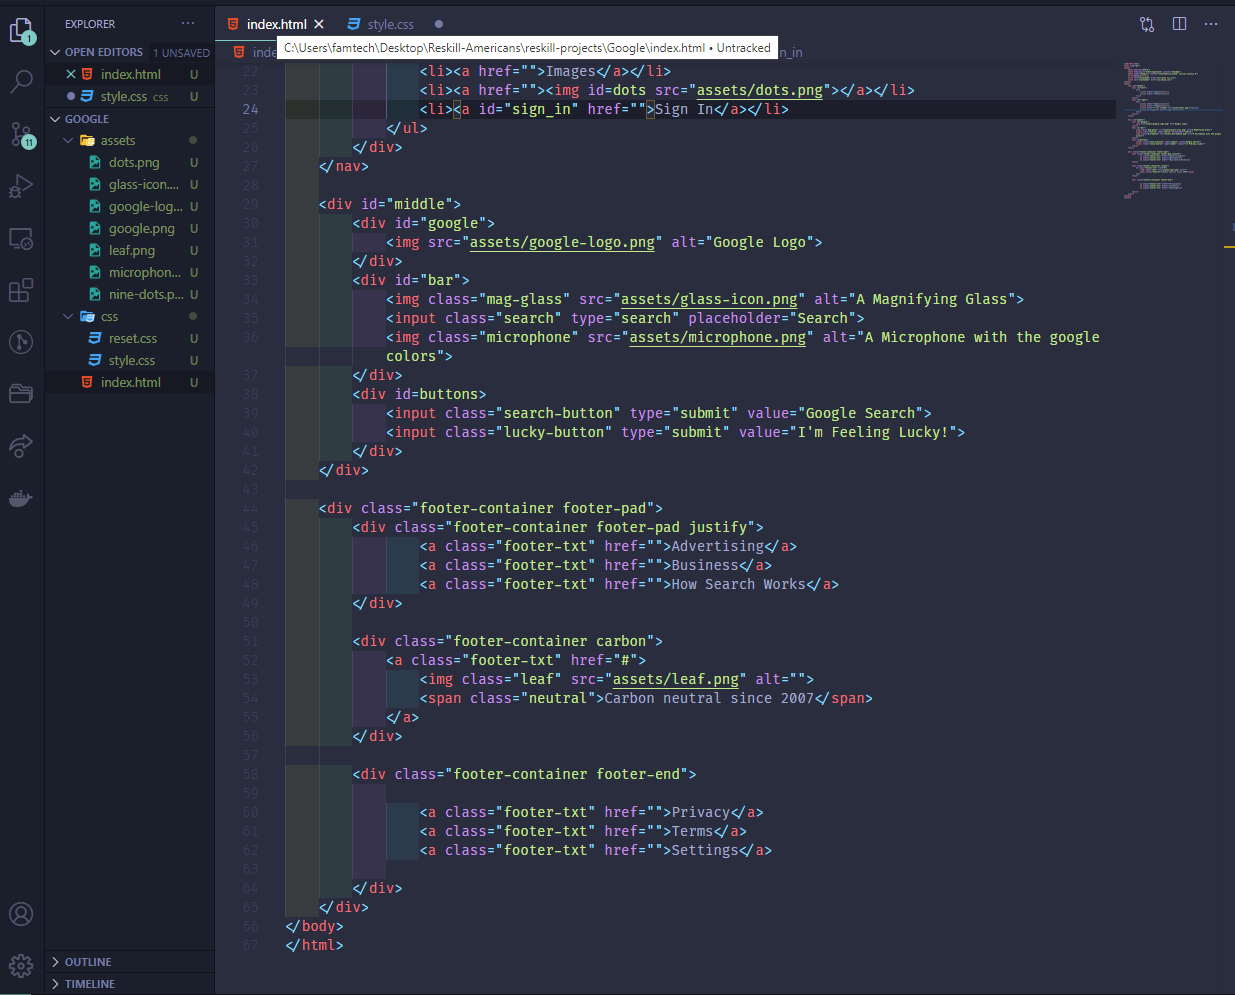 EXPLORER ···
OPEN EDITORS 1 UNSAVED
index.html U
style.css css U
GOOGLE
assets
dots.png U
glass-icon.... U
google-log... U
google.png U
leaf.png U
microphon... U
nine-dots.p... U
css
reset.css U
style.css U
index.html U
OUTLINE
TIMELINE
1
11
index.html
style.css
C:\Users\famtech\Desktop\Reskill-Americans\reskill-projects\Google\index.html • Untracked
22 <li><a href="">Images</a></li>
23 <li><a href=""><img id=dots src="assets/dots.png"></a></li>
24 <li><a id="sign_in" href="">Sign In</a></li>
25 </ul>
26 </div>
27 </nav>
28
29 <div id="middle">
30 <div id="google">
31 <img src="assets/google-logo.png" alt="Google Logo">
32 </div>
33 <div id="bar">
34 <img class="mag-glass" src="assets/glass-icon.png" alt="A Magnifying Glass">
35 <input class="search" type="search" placeholder="Search">
36 <img class="microphone" src="assets/microphone.png" alt="A Microphone with the google
colors">
37 </div>
38 <div id=buttons>
39 <input class="search-button" type="submit" value="Google Search">
40 <input class="lucky-button" type="submit" value="I'm Feeling Lucky!">
41 </div>
42 </div>
43
44 <div class="footer-container footer-pad">
45 <div class="footer-container footer-pad justify">
46 <a class="footer-txt" href="">Advertising</a>
47 <a class="footer-txt" href="">Business</a>
48 <a class="footer-txt" href="">How Search Works</a>
49 </div>
50
51 <div class="footer-container carbon">
52 <a class="footer-txt" href="#">
53 <img class="leaf" src="assets/leaf.png" alt="">
54 <span class="neutral">Carbon neutral since 2007</span>
55 </a>
56 </div>
57
58 <div class="footer-container footer-end">
59
60 <a class="footer-txt" href="">Privacy</a>
61 <a class="footer-txt" href="">Terms</a>
62 <a class="footer-txt" href="">Settings</a>
63
64 </div>
65 </div>
66 </body>
67 </html>